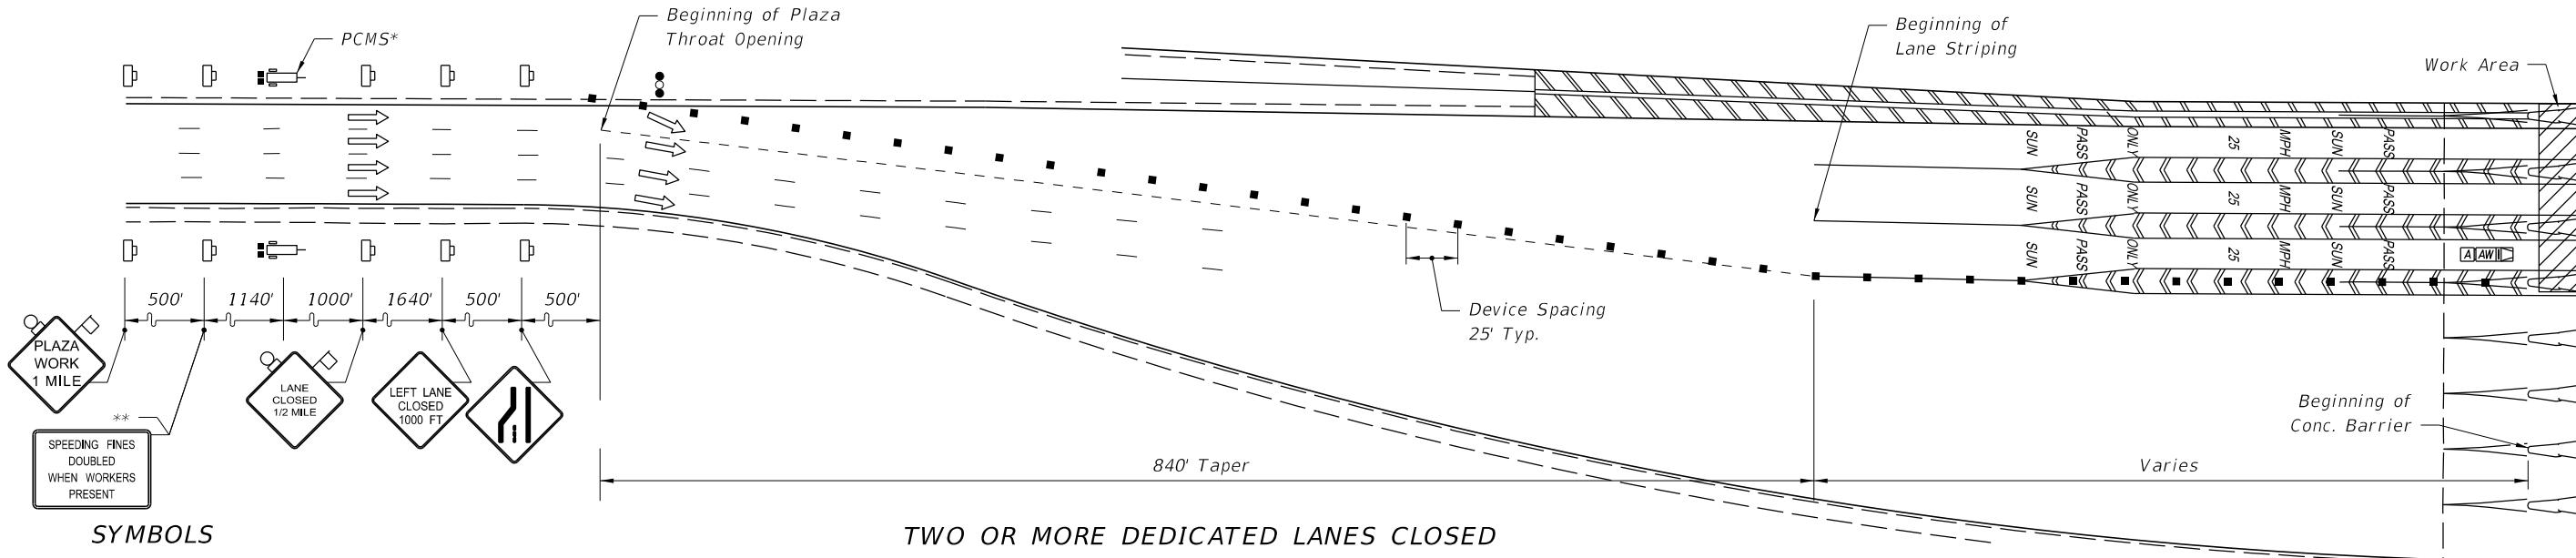 PCMS*
Beginning of Plaza
Throat Opening
Beginning of
Lane Striping
Work Area
SUN PASS ONLY 25 MPH SUN PASS
SUN PASS ONLY 25 MPH SUN PASS
SUN PASS ONLY 25 MPH SUN PASS
A AW
500' 1140' 1000' 1640' 500' 500'
Device Spacing
25' Typ.
PLAZA
WORK
1 MILE
LANE
CLOSED
1/2 MILE
LEFT LANE
CLOSED
1000 FT
**
SPEEDING FINES
DOUBLED
WHEN WORKERS
PRESENT
Beginning of
Conc. Barrier
840' Taper
Varies
SYMBOLS
TWO OR MORE DEDICATED LANES CLOSED